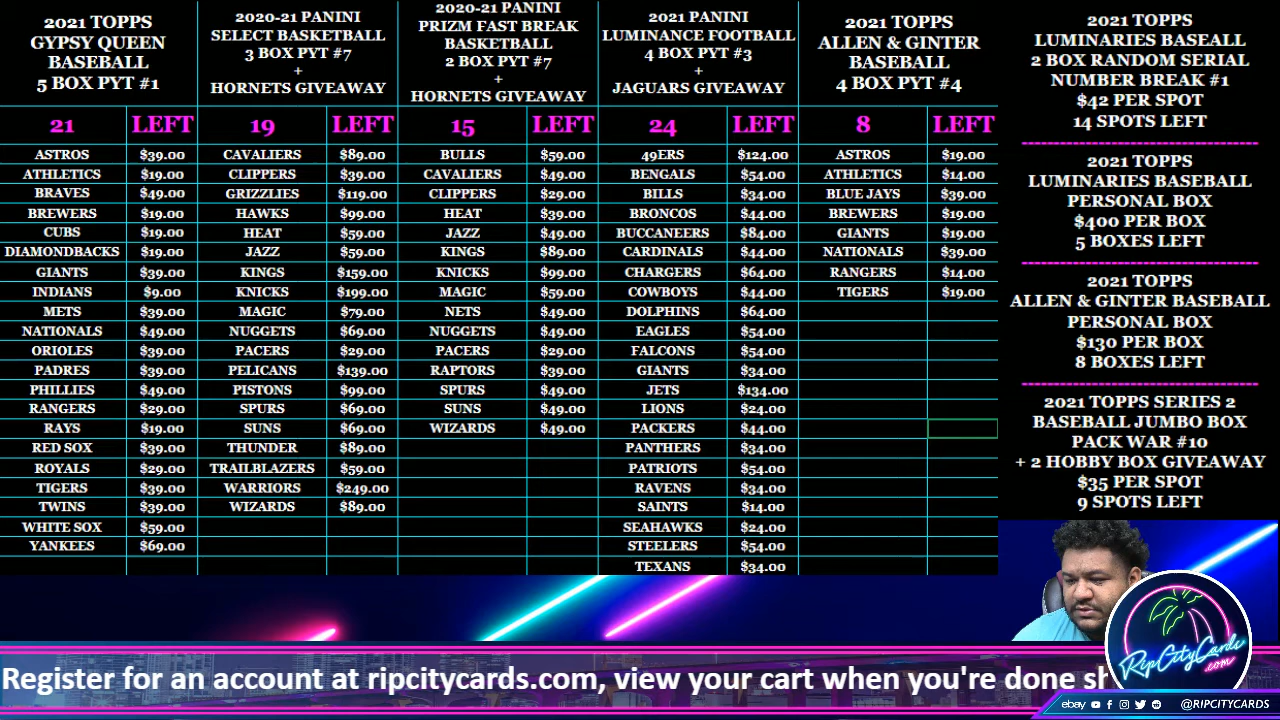 2021 TOPPS
GYPSY QUEEN
BASEBALL
5 BOX PYT #1
21 LEFT
ASTROS $39.00
ATHLETICS $19.00
BRAVES $49.00
BREWERS $19.00
CUBS $19.00
DIAMONDBACKS $19.00
GIANTS $39.00
INDIANS $9.00
METS $39.00
NATIONALS $49.00
ORIOLES $39.00
PADRES $39.00
PHILLIES $49.00
RANGERS $29.00
RAYS $19.00
RED SOX $39.00
ROYALS $29.00
TIGERS $39.00
TWINS $39.00
WHITE SOX $59.00
YANKEES $69.00
2020-21 PANINI
SELECT BASKETBALL
3 BOX PYT #7
+
HORNETS GIVEAWAY
19 LEFT
CAVALIERS $89.00
CLIPPERS $39.00
GRIZZLIES $119.00
HAWKS $99.00
HEAT $59.00
JAZZ $59.00
KINGS $159.00
KNICKS $199.00
MAGIC $79.00
NUGGETS $69.00
PACERS $29.00
PELICANS $139.00
PISTONS $99.00
SPURS $69.00
SUNS $69.00
THUNDER $89.00
TRAILBLAZERS $59.00
WARRIORS $249.00
WIZARDS $89.00
2020-21 PANINI
PRIZM FAST BREAK
BASKETBALL
2 BOX PYT #7
+
HORNETS GIVEAWAY
15 LEFT
BULLS $59.00
CAVALIERS $49.00
CLIPPERS $29.00
HEAT $39.00
JAZZ $49.00
KINGS $89.00
KNICKS $99.00
MAGIC $59.00
NETS $49.00
NUGGETS $49.00
PACERS $29.00
RAPTORS $39.00
SPURS $49.00
SUNS $49.00
WIZARDS $49.00
2021 PANINI
LUMINANCE FOOTBALL
4 BOX PYT #3
+
JAGUARS GIVEAWAY
24 LEFT
49ERS $124.00
BENGALS $54.00
BILLS $34.00
BRONCOS $44.00
BUCCANEERS $84.00
CARDINALS $44.00
CHARGERS $64.00
COWBOYS $44.00
DOLPHINS $64.00
EAGLES $54.00
FALCONS $54.00
GIANTS $34.00
JETS $134.00
LIONS $24.00
PACKERS $44.00
PANTHERS $34.00
PATRIOTS $54.00
RAVENS $34.00
SAINTS $14.00
SEAHAWKS $24.00
STEELERS $54.00
TEXANS $34.00
2021 TOPPS
ALLEN & GINTER
BASEBALL
4 BOX PYT #4
8 LEFT
ASTROS $19.00
ATHLETICS $14.00
BLUE JAYS $39.00
BREWERS $19.00
GIANTS $19.00
NATIONALS $39.00
RANGERS $14.00
TIGERS $19.00
2021 TOPPS
LUMINARIES BASEALL
2 BOX RANDOM SERIAL
NUMBER BREAK #1
$42 PER SPOT
14 SPOTS LEFT
2021 TOPPS
LUMINARIES BASEBALL
PERSONAL BOX
$400 PER BOX
5 BOXES LEFT
2021 TOPPS
ALLEN & GINTER BASEBALL
PERSONAL BOX
$130 PER BOX
8 BOXES LEFT
2021 TOPPS SERIES 2
BASEBALL JUMBO BOX
PACK WAR #10
+ 2 HOBBY BOX GIVEAWAY
$35 PER SPOT
9 SPOTS LEFT
RipCityCards
.com
Register for an account at ripcitycards.com, view your cart when you're done sh
ebay @RIPCITYCARDS